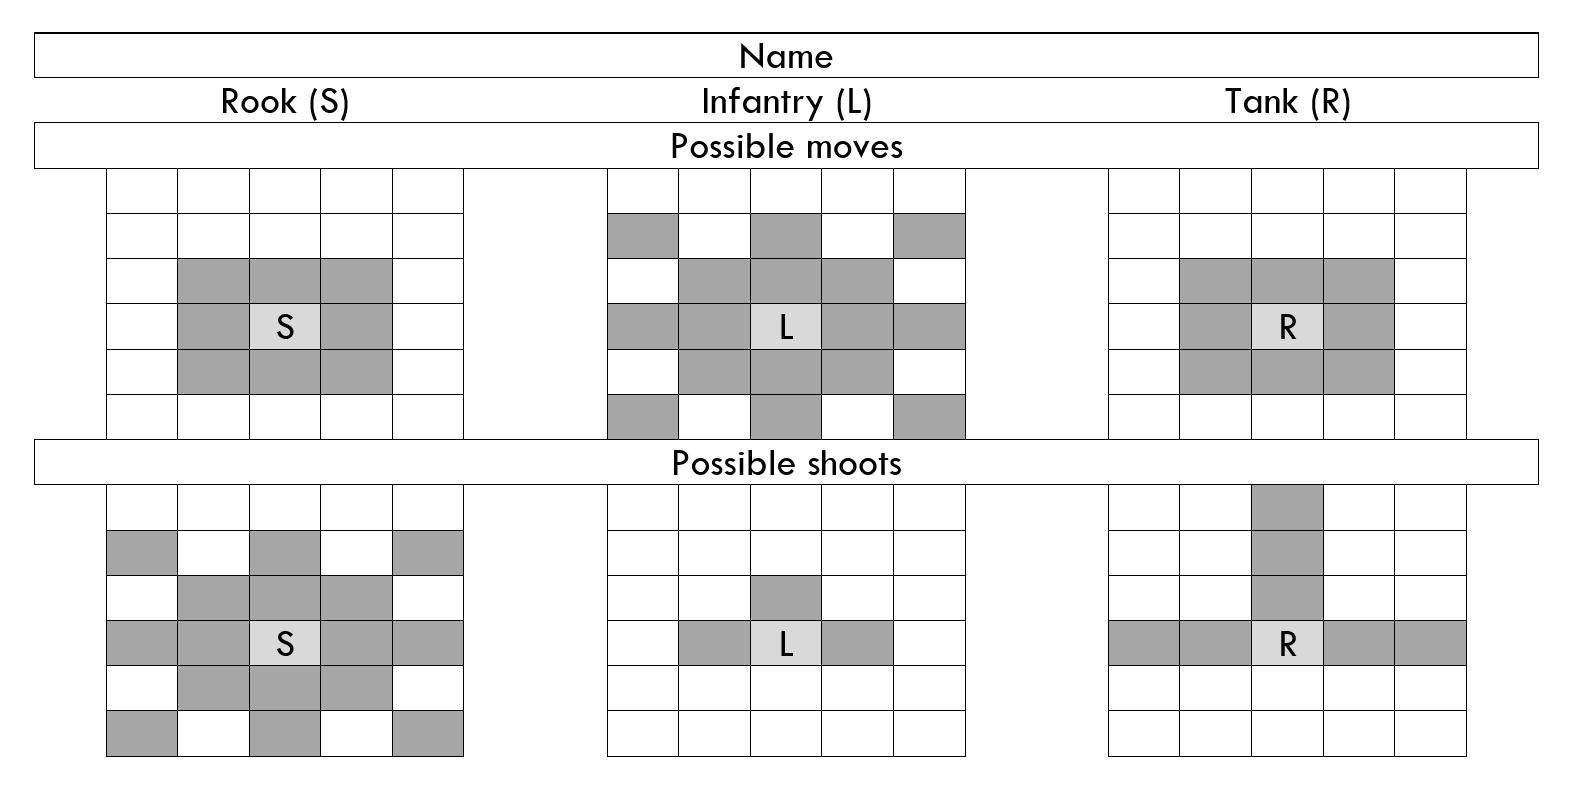 Name
Rook (S) Infantry (L) Tank (R)
Possible moves
S L R
Possible shoots
S L R